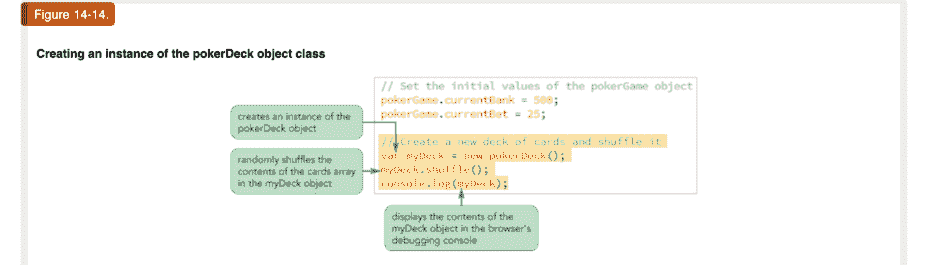 Figure 14-14.
Creating an instance of the pokerDeck object class
// Set the initial values of the pokerGame object
pokerGame.currentBank = 500;
pokerGame.currentBet = 25;
creates an instance of the
pokerDeck object
// Create a new deck of cards and shuffle it
var myDeck = new pokerDeck();
randomly shuffles the
contents of the cards array
in the myDeck object
myDeck.shuffle();
console.log(myDeck);
displays the contents of the
myDeck object in the browser's
debugging console